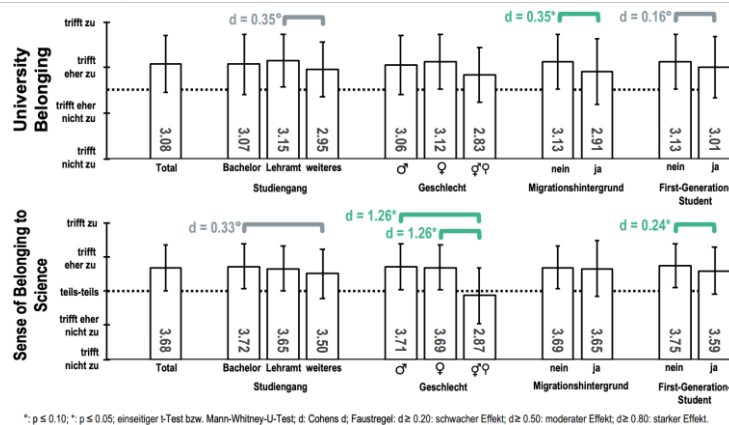 University Belonging
trifft zu
trifft eher zu
trifft eher nicht zu
trifft nicht zu
d = 0.35°
d = 0.35*
d = 0.16°
3.08
3.07
3.15
2.95
3.06
3.12
2.83
3.13
2.91
3.13
3.01
Total
Bachelor Lehramt weiteres
♂ ♀ ⚥
nein ja
nein ja
Studiengang
Geschlecht
Migrationshintergrund
First-Generation-
Student
Sense of Belonging to Science
trifft zu
trifft eher zu
teils-teils
trifft eher nicht zu
trifft nicht zu
d = 0.33°
d = 1.26*
d = 1.26*
d = 0.24*
3.68
3.72
3.65
3.50
3.71
3.69
2.87
3.69
3.65
3.75
3.59
Total
Bachelor Lehramt weiteres
♂ ♀ ⚥
nein ja
nein ja
Studiengang
Geschlecht
Migrationshintergrund
First-Generation-
Student
°: p ≤ 0.10; *: p ≤ 0.05; einseitiger t-Test bzw. Mann-Whitney-U-Test; d: Cohens d; Faustregel: d ≥ 0.20: schwacher Effekt; d ≥ 0.50: moderater Effekt; d ≥ 0.80: starker Effekt.